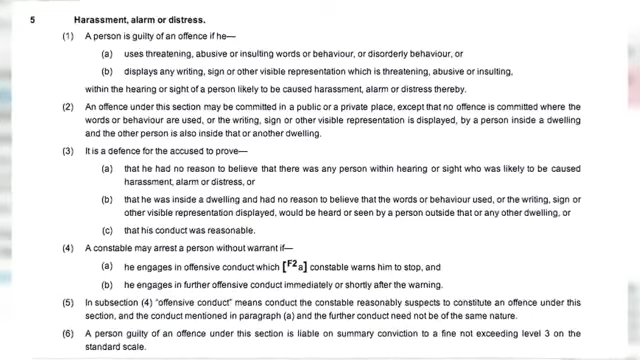 5 Harassment, alarm or distress.
(1) A person is guilty of an offence if he—
(a) uses threatening, abusive or insulting words or behaviour, or disorderly behaviour, or
(b) displays any writing, sign or other visible representation which is threatening, abusive or insulting,
within the hearing or sight of a person likely to be caused harassment, alarm or distress thereby.
(2) An offence under this section may be committed in a public or a private place, except that no offence is committed where the
words or behaviour are used, or the writing, sign or other visible representation is displayed, by a person inside a dwelling
and the other person is also inside that or another dwelling.
(3) It is a defence for the accused to prove—
(a) that he had no reason to believe that there was any person within hearing or sight who was likely to be caused
harassment, alarm or distress, or
(b) that he was inside a dwelling and had no reason to believe that the words or behaviour used, or the writing, sign or
other visible representation displayed, would be heard or seen by a person outside that or any other dwelling, or
(c) that his conduct was reasonable.
(4) A constable may arrest a person without warrant if—
(a) he engages in offensive conduct which [F2 a] constable warns him to stop, and
(b) he engages in further offensive conduct immediately or shortly after the warning.
(5) In subsection (4) “offensive conduct” means conduct the constable reasonably suspects to constitute an offence under this
section, and the conduct mentioned in paragraph (a) and the further conduct need not be of the same nature.
(6) A person guilty of an offence under this section is liable on summary conviction to a fine not exceeding level 3 on the
standard scale.